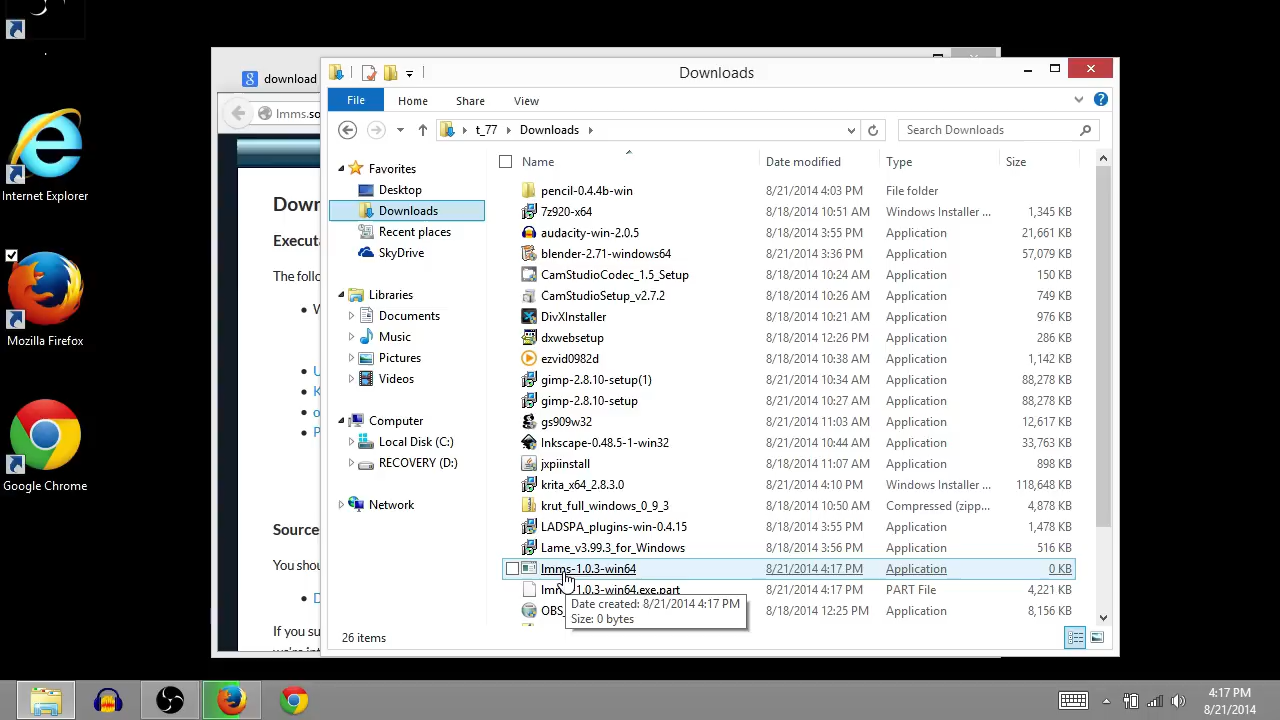 Internet Explorer
Mozilla Firefox
Google Chrome
download
lmms.so
Down
Execut
The follo
W
U
K
o
P
Source
You shou
D
If you su
Downloads
File
Home
Share
View
t_77
Downloads
Search Downloads
Favorites
Desktop
Downloads
Recent places
SkyDrive
Libraries
Documents
Music
Pictures
Videos
Computer
Local Disk (C:)
RECOVERY (D:)
Network
Name Date modified Type Size
pencil-0.4.4b-win 8/21/2014 4:03 PM File folder
7z920-x64 8/18/2014 10:51 AM Windows Installer ... 1,345 KB
audacity-win-2.0.5 8/18/2014 3:55 PM Application 21,661 KB
blender-2.71-windows64 8/21/2014 3:36 PM Application 57,079 KB
CamStudioCodec_1.5_Setup 8/18/2014 10:24 AM Application 150 KB
CamStudioSetup_v2.7.2 8/18/2014 10:26 AM Application 749 KB
DivXInstaller 8/18/2014 10:35 AM Application 976 KB
dxwebsetup 8/18/2014 12:26 PM Application 286 KB
ezvid0982d 8/18/2014 10:38 AM Application 1,142 KB
gimp-2.8.10-setup(1) 8/21/2014 10:34 AM Application 88,278 KB
gimp-2.8.10-setup 8/21/2014 10:27 AM Application 88,278 KB
gs909w32 8/21/2014 11:03 AM Application 12,617 KB
Inkscape-0.48.5-1-win32 8/21/2014 10:44 AM Application 33,763 KB
jxpiinstall 8/18/2014 11:07 AM Application 898 KB
krita_x64_2.8.3.0 8/21/2014 4:10 PM Windows Installer ... 118,648 KB
krut_full_windows_0_9_3 8/18/2014 10:50 AM Compressed (zipp... 4,878 KB
LADSPA_plugins-win-0.4.15 8/18/2014 3:55 PM Application 1,478 KB
Lame_v3.99.3_for_Windows 8/18/2014 3:56 PM Application 516 KB
lmms-1.0.3-win64 8/21/2014 4:17 PM Application 0 KB
lmms-1.0.3-win64.exe.part 8/21/2014 4:17 PM PART File 4,221 KB
OBS_ 8/18/2014 12:25 PM Application 8,156 KB
Date created: 8/21/2014 4:17 PM
Size: 0 bytes
26 items
4:17 PM
8/21/2014